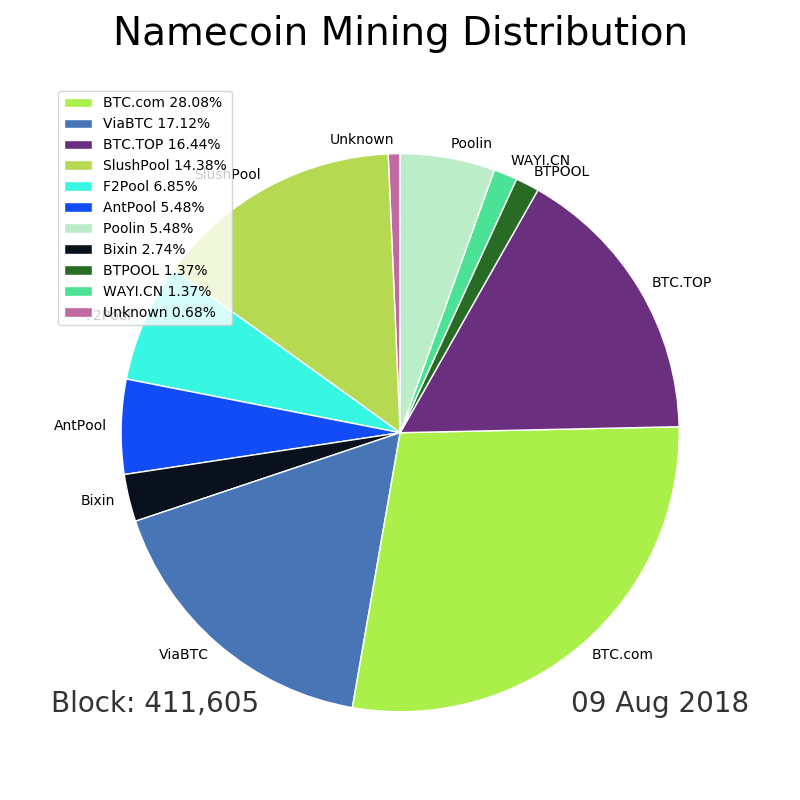 Namecoin Mining Distribution
BTC.com 28.08%
ViaBTC 17.12%
BTC.TOP 16.44%
SlushPool 14.38%
F2Pool 6.85%
AntPool 5.48%
Poolin 5.48%
Bixin 2.74%
BTPOOL 1.37%
WAYI.CN 1.37%
Unknown 0.68%
Unknown
Poolin
WAYI.CN
BTPOOL
SlushPool
BTC.TOP
F2Pool
AntPool
Bixin
ViaBTC
BTC.com
Block: 411,605
09 Aug 2018